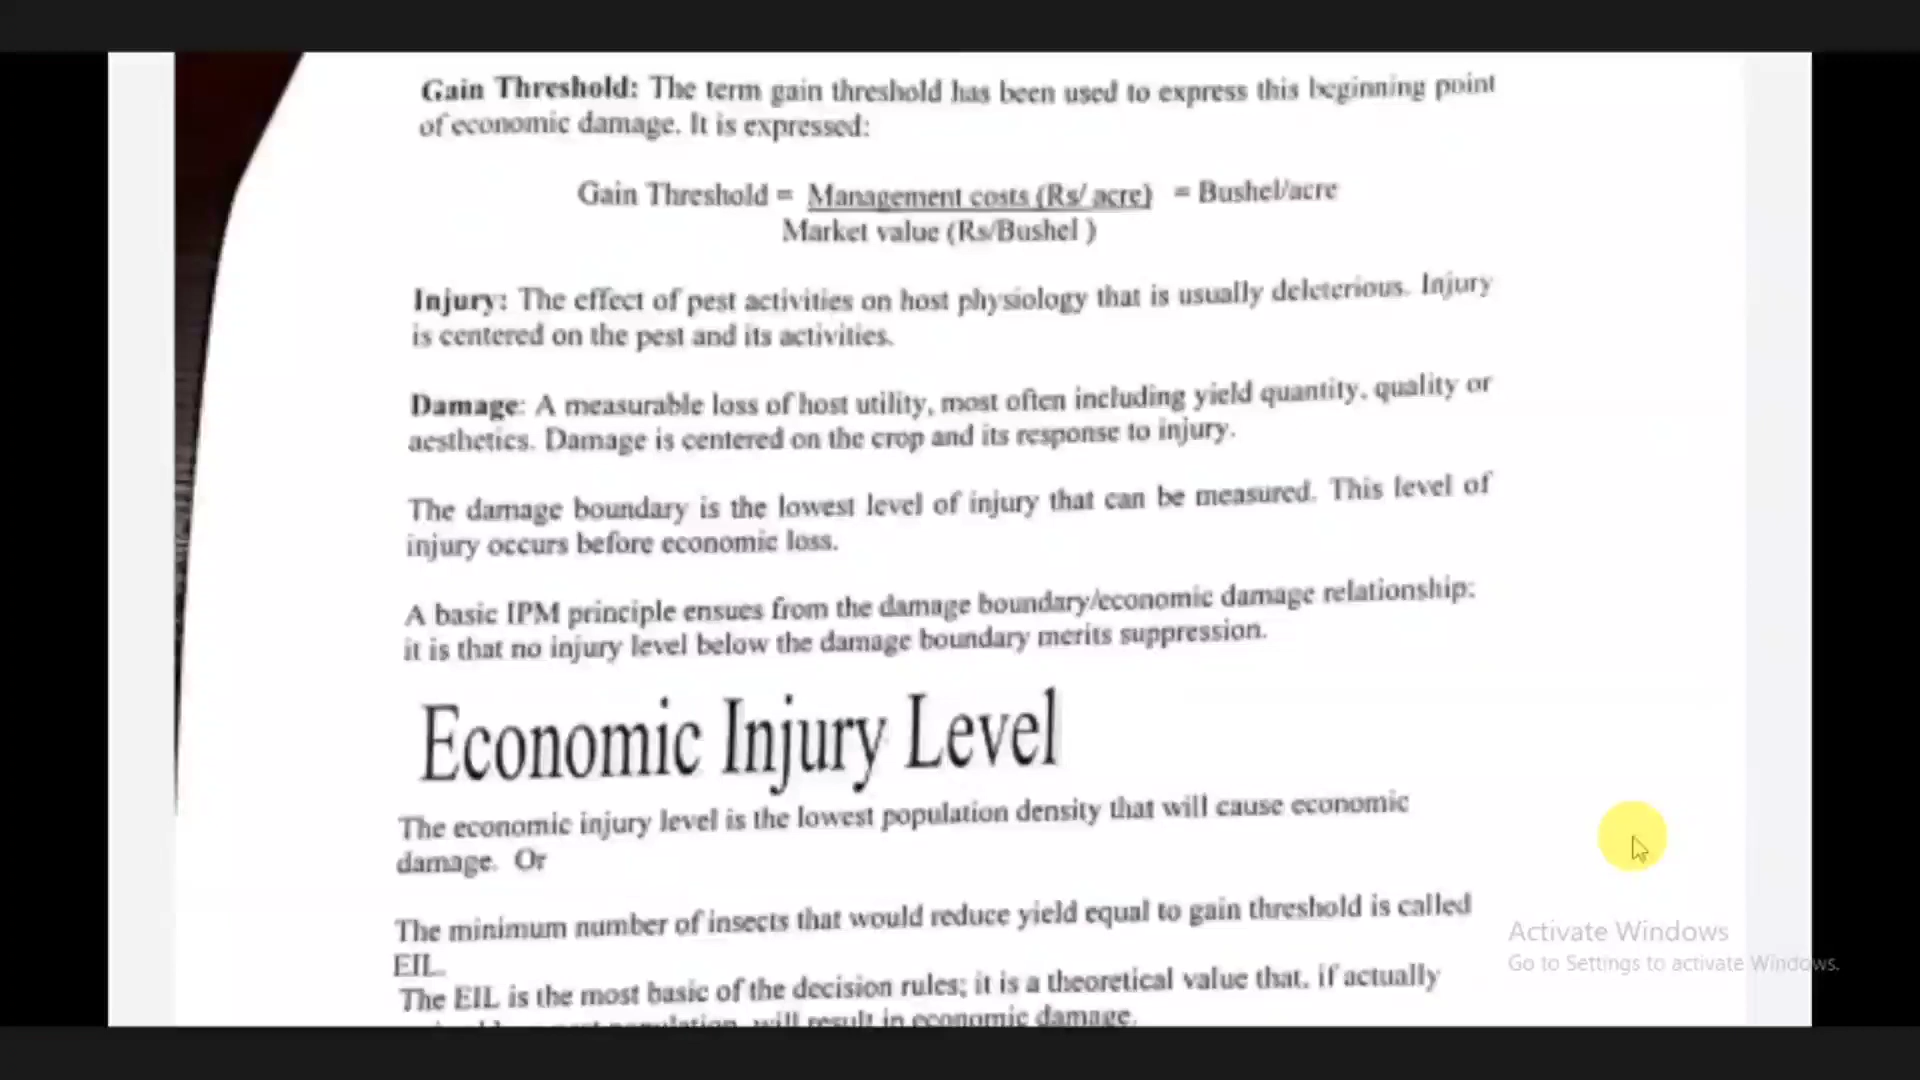 Gain Threshold: The term gain threshold has been used to express this beginning point
of economic damage. It is expressed:
Gain Threshold = Management costs (Rs/ acre) = Bushel/acre
Market value (Rs/Bushel )
Injury: The effect of pest activities on host physiology that is usually deleterious. Injury
is centered on the pest and its activities.
Damage: A measurable loss of host utility, most often including yield quantity, quality or
aesthetics. Damage is centered on the crop and its response to injury.
The damage boundary is the lowest level of injury that can be measured. This level of
injury occurs before economic loss.
A basic IPM principle ensues from the damage boundary/economic damage relationship:
it is that no injury level below the damage boundary merits suppression.
Economic Injury Level
The economic injury level is the lowest population density that will cause economic
damage. Or
The minimum number of insects that would reduce yield equal to gain threshold is called
EIL.
The EIL is the most basic of the decision rules; it is a theoretical value that, if actually
population, will result in economic damage.
Activate Windows
Go to Settings to activate Windows.